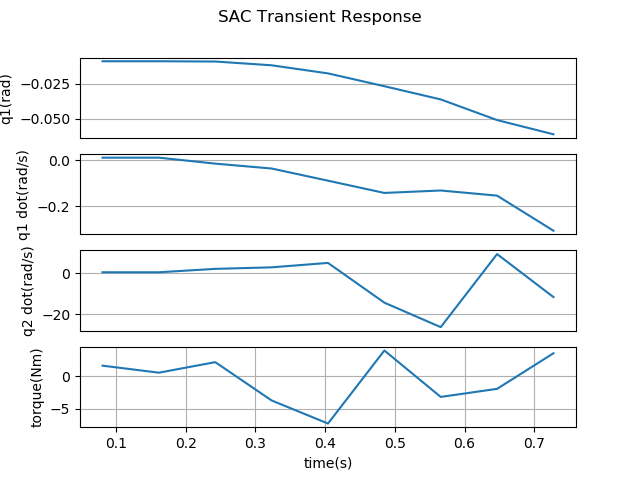 SAC Transient Response
q1(rad)
−0.025
−0.050
q1 dot(rad/s)
0.0
−0.2
q2 dot(rad/s)
0
−20
torque(Nm)
0
−5
0.1 0.2 0.3 0.4 0.5 0.6 0.7
time(s)